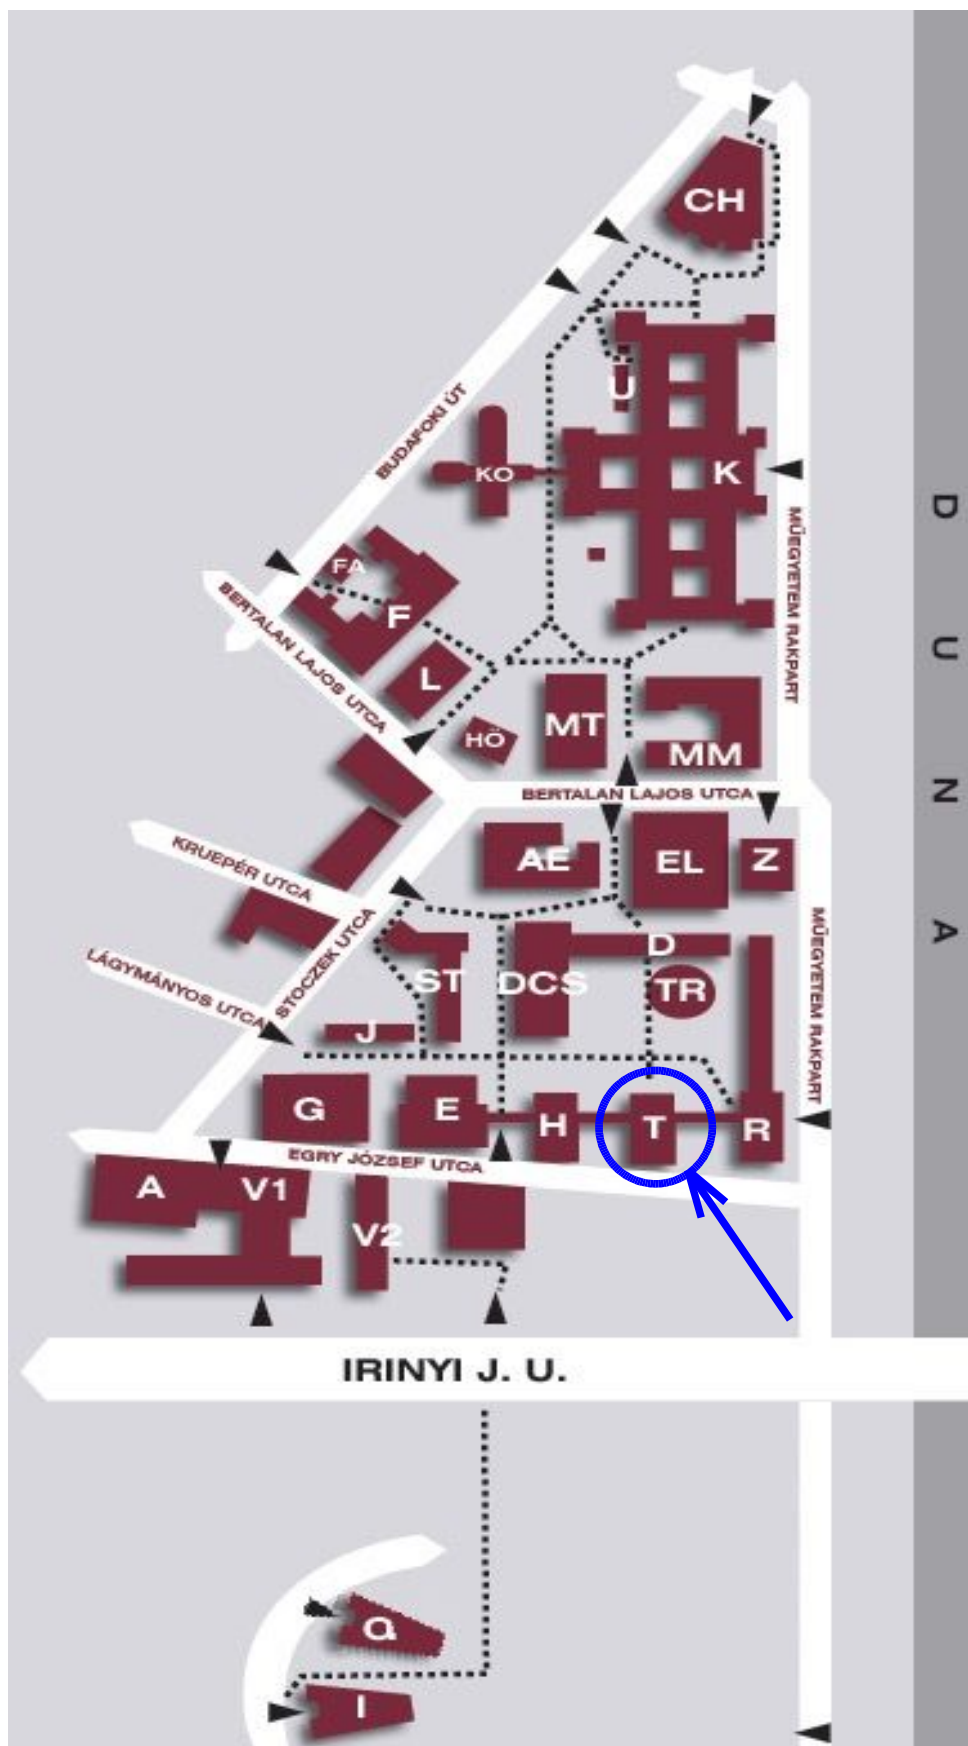 CH
U
BUDAFOKI ÚT
KO
K
D
U
N
A
MŰEGYETEM RAKPART
FA
F
BERTALAN LAJOS UTCA
L
HŐ
MT
MM
BERTALAN LAJOS UTCA
KRUEPÉR UTCA
AE
EL
Z
STOCZEK UTCA
LÁGYMÁNYOS UTCA
ST
DCS
D
TR
MŰEGYETEM RAKPART
J
G
E
H
T
R
EGRY JÓZSEF UTCA
A
V1
V2
IRINYI J. U.
Q
I